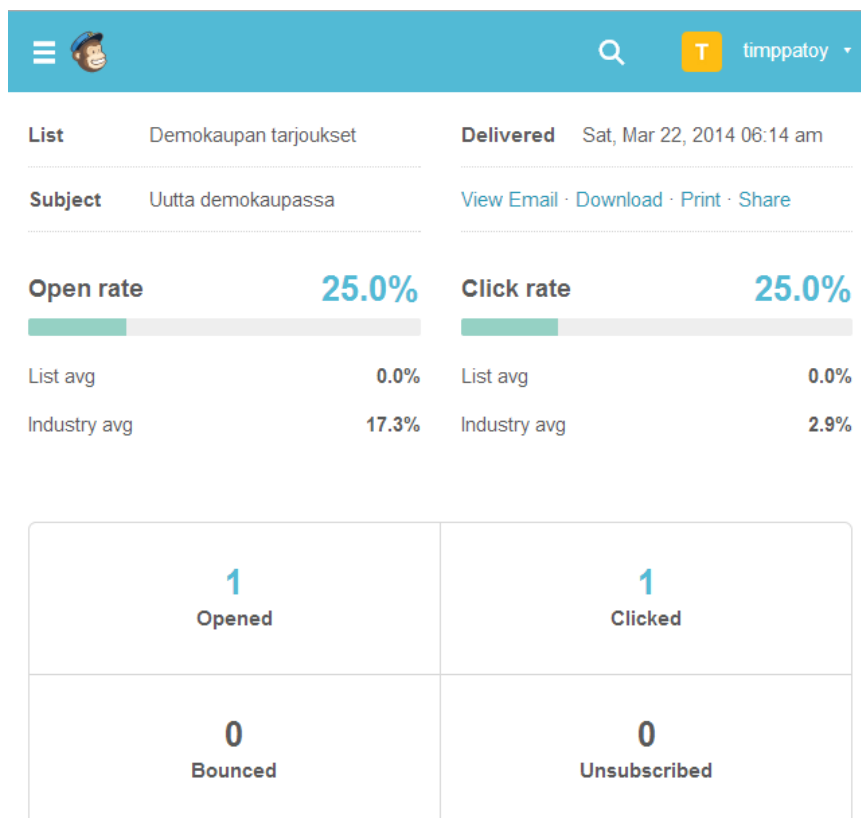 T timppatoy
List Demokaupan tarjoukset
Delivered Sat, Mar 22, 2014 06:14 am
Subject Uutta demokaupassa
View Email · Download · Print · Share
Open rate 25.0%
Click rate 25.0%
List avg 0.0%
List avg 0.0%
Industry avg 17.3%
Industry avg 2.9%
1
Opened
1
Clicked
0
Bounced
0
Unsubscribed